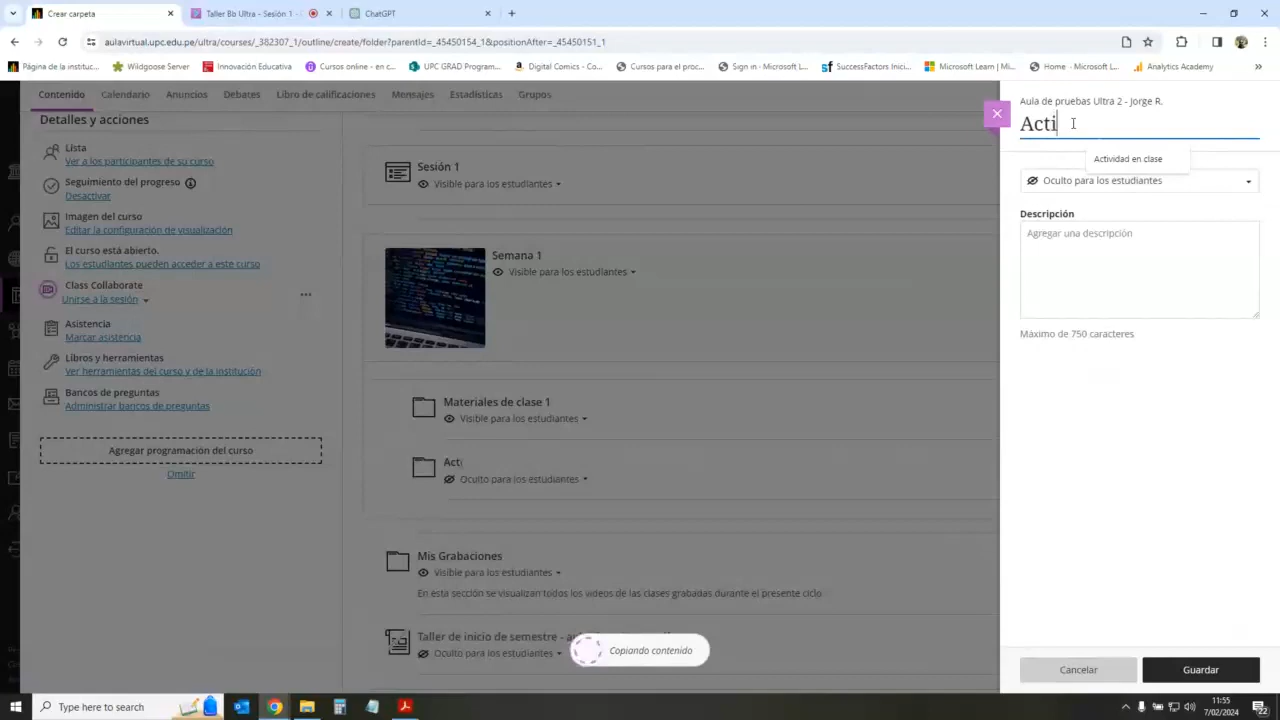 Crear carpeta
Taller Bb Ultra - Sesión 1 -
ChatGPT
aulavirtual.upc.edu.pe/ultra/courses/_382307_1/outline/create/folder?parentId=_45450154_1&positionAfter=_45450151_1
Página de la instituc...
Wildgoose Server
Innovación Educativa
Cursos online - en c...
UPC GRAD Program...
Digital Comics - Co...
Cursos para el proc...
Sign in - Microsoft L...
SuccessFactors Inici...
Microsoft Learn | Mi...
Home - Microsoft L...
Analytics Academy
Contenido
Calendario
Anuncios
Debates
Libro de calificaciones
Mensajes
Estadísticas
Grupos
Detalles y acciones
Lista
Ver a los participantes de su curso
Seguimiento del progreso
Desactivar
Imagen del curso
Editar la configuración de visualización
El curso está abierto.
Los estudiantes pueden acceder a este curso
Class Collaborate
Unirse a la sesión
Asistencia
Marcar asistencia
Libros y herramientas
Ver herramientas del curso y de la institución
Bancos de preguntas
Administrar bancos de preguntas
Agregar programación del curso
Omitir
Sesión 1
Visible para los estudiantes
Semana 1
Visible para los estudiantes
Materiales de clase 1
Visible para los estudiantes
Acti
Oculto para los estudiantes
Mis Grabaciones
Visible para los estudiantes
En esta sección se visualizan todos los videos de las clases grabadas durante el presente ciclo
Taller de inicio de semestre -
Oculto para los estudiantes
Copiando contenido
Aula de pruebas Ultra 2 - Jorge R.
Acti
Actividad en clase
Oculto para los estudiantes
Descripción
Agregar una descripción
Máximo de 750 caracteres
Cancelar
Guardar
Type here to search
11:55
7/02/2024
22